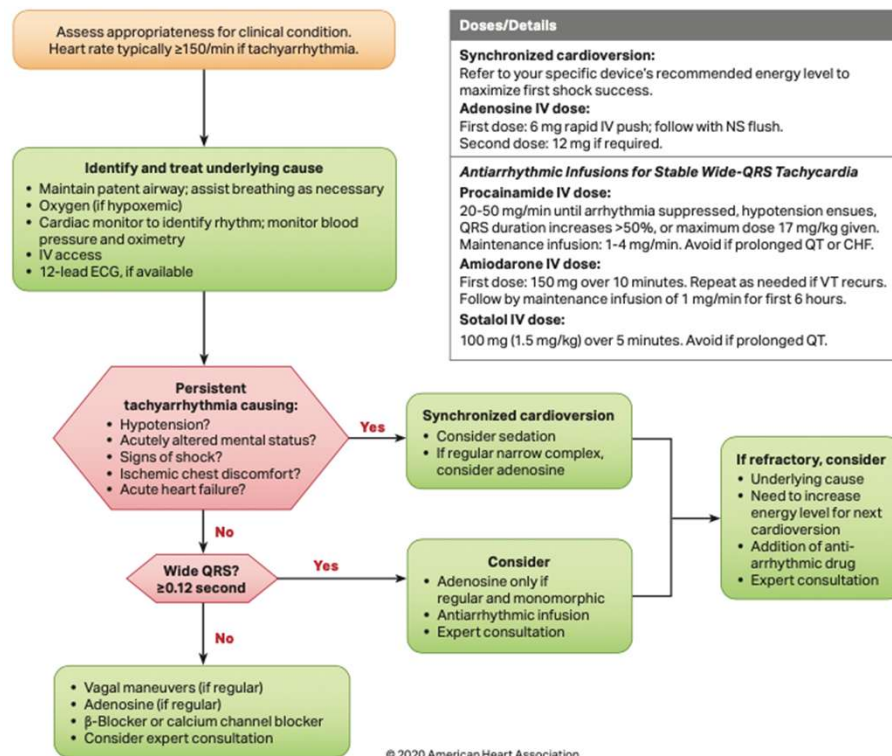 Assess appropriateness for clinical condition.
Heart rate typically ≥150/min if tachyarrhythmia.
Identify and treat underlying cause
• Maintain patent airway; assist breathing as necessary
• Oxygen (if hypoxemic)
• Cardiac monitor to identify rhythm; monitor blood
pressure and oximetry
• IV access
• 12-lead ECG, if available
Persistent
tachyarrhythmia causing:
• Hypotension?
• Acutely altered mental status?
• Signs of shock?
• Ischemic chest discomfort?
• Acute heart failure?
Yes
Synchronized cardioversion
• Consider sedation
• If regular narrow complex,
consider adenosine
If refractory, consider
• Underlying cause
• Need to increase
energy level for next
cardioversion
• Addition of anti-
arrhythmic drug
• Expert consultation
No
Wide QRS?
≥0.12 second
Yes
Consider
• Adenosine only if
regular and monomorphic
• Antiarrhythmic infusion
• Expert consultation
No
• Vagal maneuvers (if regular)
• Adenosine (if regular)
• β-Blocker or calcium channel blocker
• Consider expert consultation
Doses/Details
Synchronized cardioversion:
Refer to your specific device's recommended energy level to
maximize first shock success.
Adenosine IV dose:
First dose: 6 mg rapid IV push; follow with NS flush.
Second dose: 12 mg if required.
Antiarrhythmic Infusions for Stable Wide-QRS Tachycardia
Procainamide IV dose:
20-50 mg/min until arrhythmia suppressed, hypotension ensues,
QRS duration increases >50%, or maximum dose 17 mg/kg given.
Maintenance infusion: 1-4 mg/min. Avoid if prolonged QT or CHF.
Amiodarone IV dose:
First dose: 150 mg over 10 minutes. Repeat as needed if VT recurs.
Follow by maintenance infusion of 1 mg/min for first 6 hours.
Sotalol IV dose:
100 mg (1.5 mg/kg) over 5 minutes. Avoid if prolonged QT.
© 2020 American Heart Association